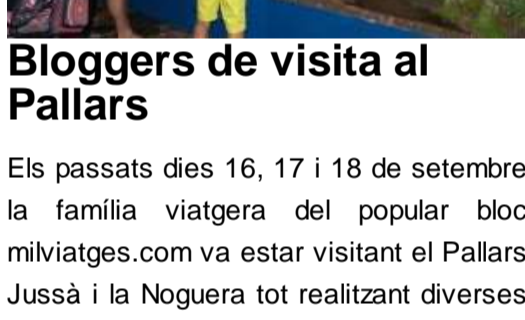 Bloggers de visita al
Pallars
Els passats dies 16, 17 i 18 de setembre
la família viatgera del popular bloc
milviatges.com va estar visitant el Pallars
Jussà i la Noguera tot realitzant diverses